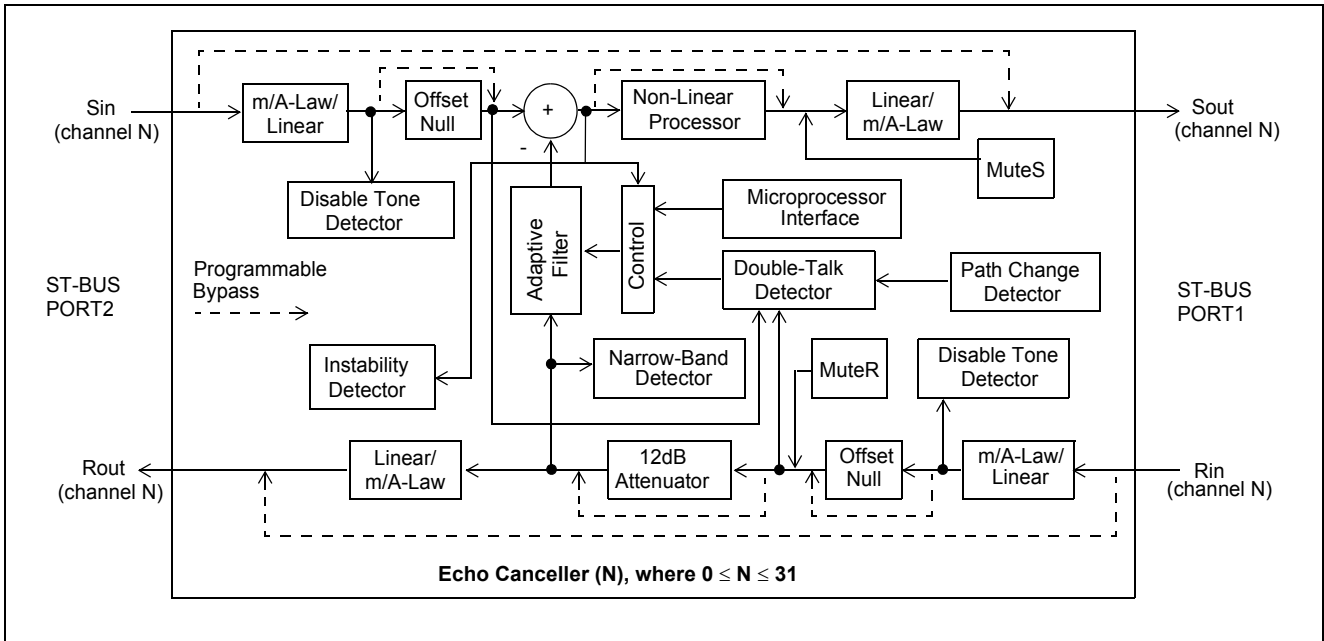 Sin
(channel N)
m/A-Law/
Linear
Offset
Null
+
-
Non-Linear
Processor
Linear/
m/A-Law
Sout
(channel N)
MuteS
Disable Tone
Detector
Microprocessor
Interface
Adaptive
Filter
Control
Double-Talk
Detector
Path Change
Detector
ST-BUS
PORT2
Programmable
Bypass
ST-BUS
PORT1
Instability
Detector
Narrow-Band
Detector
MuteR
Disable Tone
Detector
Rout
(channel N)
Linear/
m/A-Law
12dB
Attenuator
Offset
Null
m/A-Law/
Linear
Rin
(channel N)
Echo Canceller (N), where 0 ≤ N ≤ 31